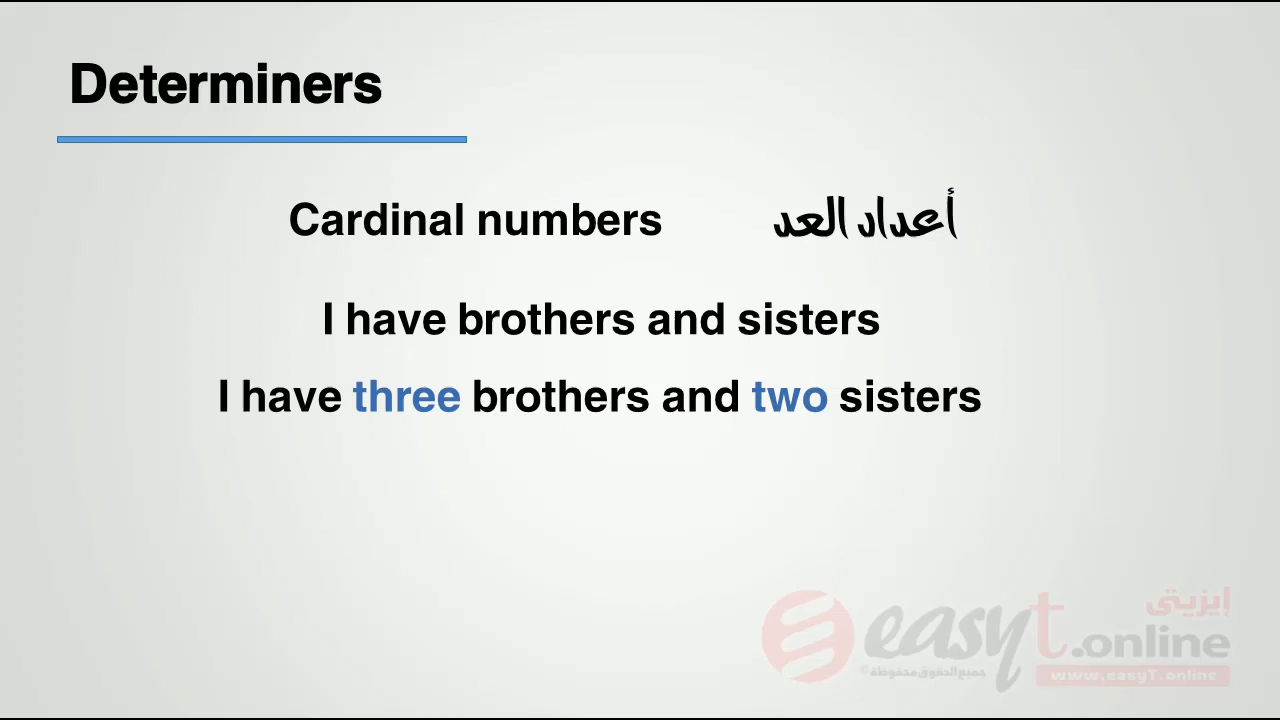 Determiners
Cardinal numbers أعداد العد
I have brothers and sisters
I have three brothers and two sisters
إيزيتي
easyT.online
جميع الحقوق محفوظة ©
www.easyT.online